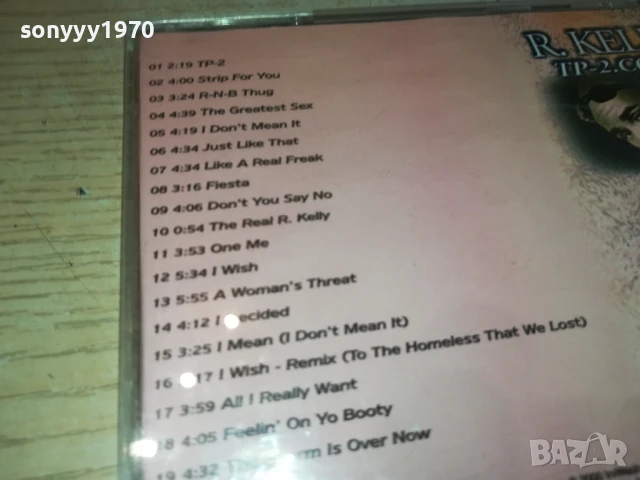 sonyyy1970
R. KEL
TP-2.CO
01 2:19 TP-2
02 4:00 Strip For You
03 3:24 R-N-B Thug
04 4:39 The Greatest Sex
05 4:19 I Don't Mean It
06 4:34 Just Like That
07 4:34 Like A Real Freak
08 3:16 Fiesta
09 4:06 Don't You Say No
10 0:54 The Real R. Kelly
11 3:53 One Me
12 5:34 I Wish
13 5:55 A Woman's Threat
14 4:12 I ecided
15 3:25 I Mean (I Don't Mean It)
16 17 I Wish - Remix (To The Homeless That We Lost)
17 3:59 All I Really Want
18 4:05 Feelin' On Yo Booty
19 4:32 Th rm Is Over Now
BAZAR